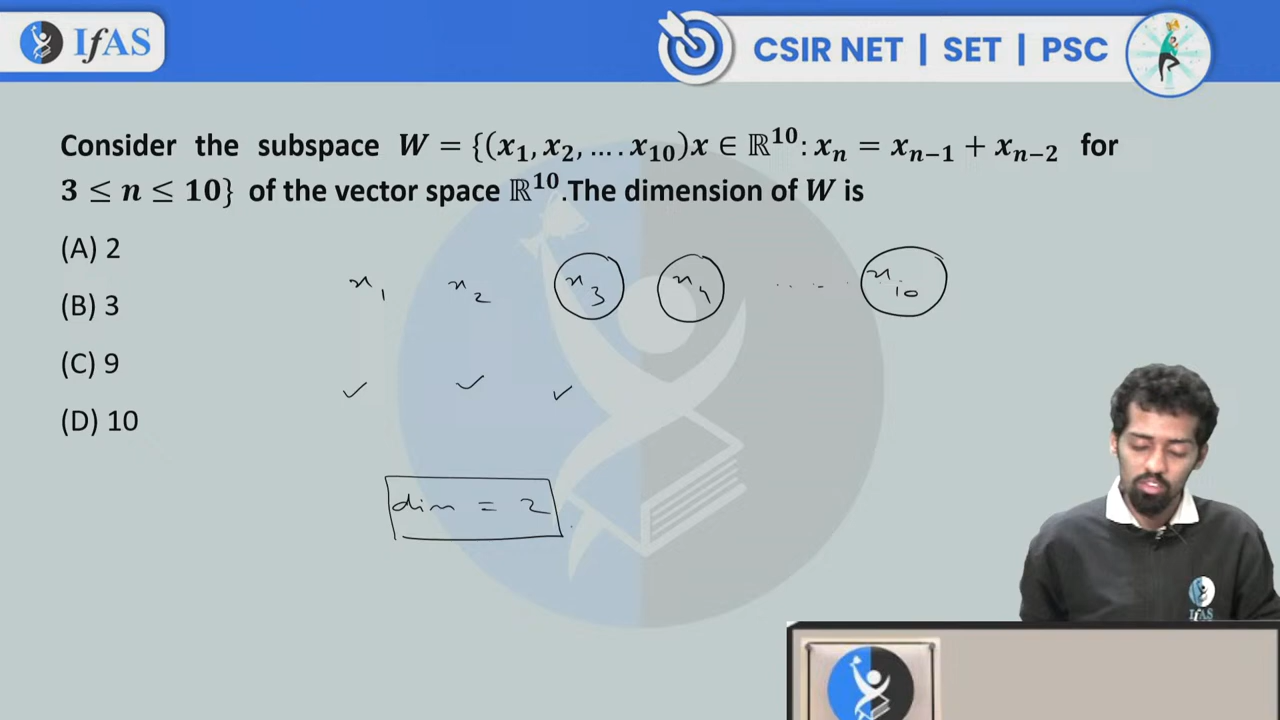 IfAS
CSIR NET | SET | PSC
Consider the subspace W = {(x₁, x₂, .... x₁₀)x ∈ ℝ¹⁰: xₙ = xₙ₋₁ + xₙ₋₂ for
3 ≤ n ≤ 10} of the vector space ℝ¹⁰.The dimension of W is
(A) 2
(B) 3
(C) 9
(D) 10
x₁ x₂ x₃ x₄ ...... x₁₀
✓ ✓ ✓
dim = 2
IFAS